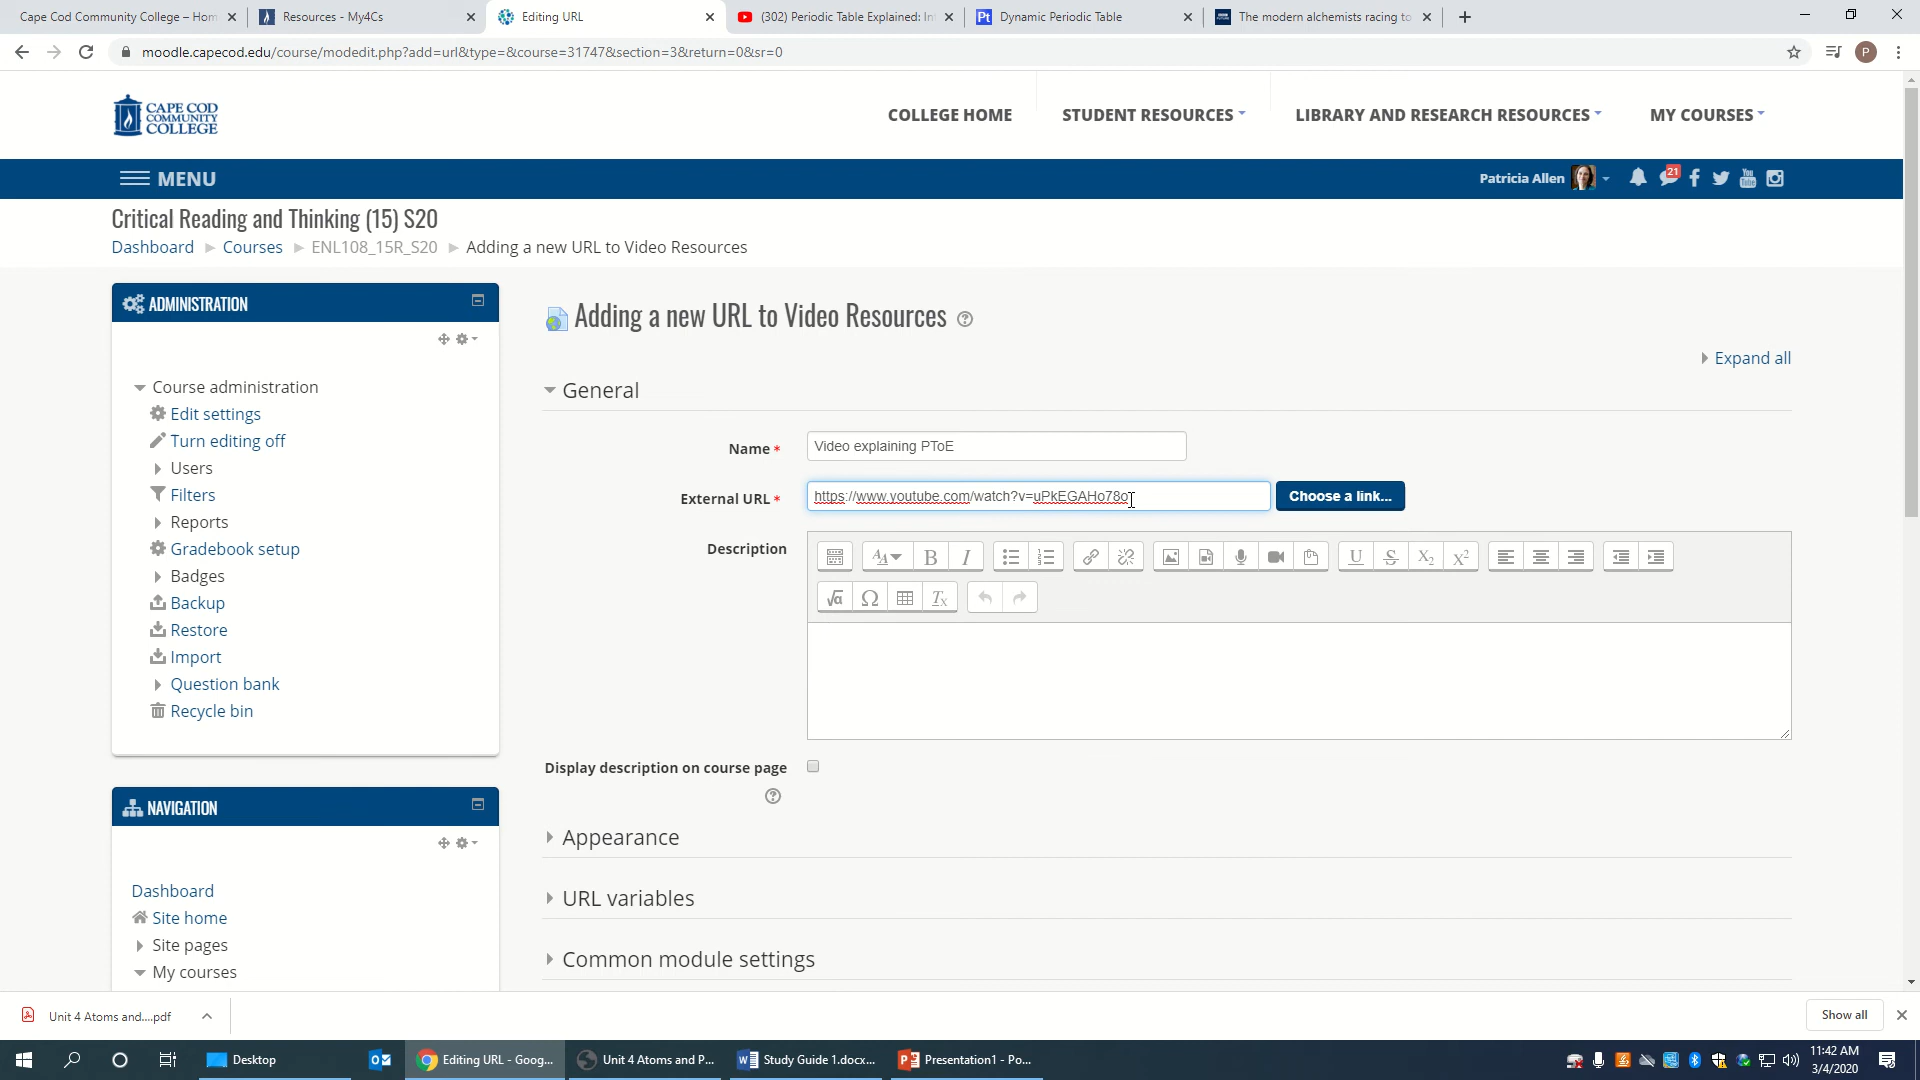 Cape Cod Community College – Hom
Resources - My4Cs
Editing URL
(302) Periodic Table Explained: In
Pt
Dynamic Periodic Table
The modern alchemists racing to
moodle.capecod.edu/course/modedit.php?add=url&type=&course=31747&section=3&return=0&sr=0
P
CAPE COD
COMMUNITY
COLLEGE
COLLEGE HOME
STUDENT RESOURCES
LIBRARY AND RESEARCH RESOURCES
MY COURSES
MENU
Patricia Allen
21
You
Tube
Critical Reading and Thinking (15) S20
Dashboard
Courses
ENL108_15R_S20
Adding a new URL to Video Resources
ADMINISTRATION
Course administration
Edit settings
Turn editing off
Users
Filters
Reports
Gradebook setup
Badges
Backup
Restore
Import
Question bank
Recycle bin
NAVIGATION
Dashboard
Site home
Site pages
My courses
Adding a new URL to Video Resources
Expand all
General
Name *
Video explaining PToE
External URL *
https://www.youtube.com/watch?v=uPkEGAHo78o
Choose a link...
Description
Display description on course page
Appearance
URL variables
Common module settings
Unit 4 Atoms and....pdf
Show all
Desktop
Editing URL - Goog...
Unit 4 Atoms and P...
Study Guide 1.docx...
Presentation1 - Po...
11:42 AM
3/4/2020